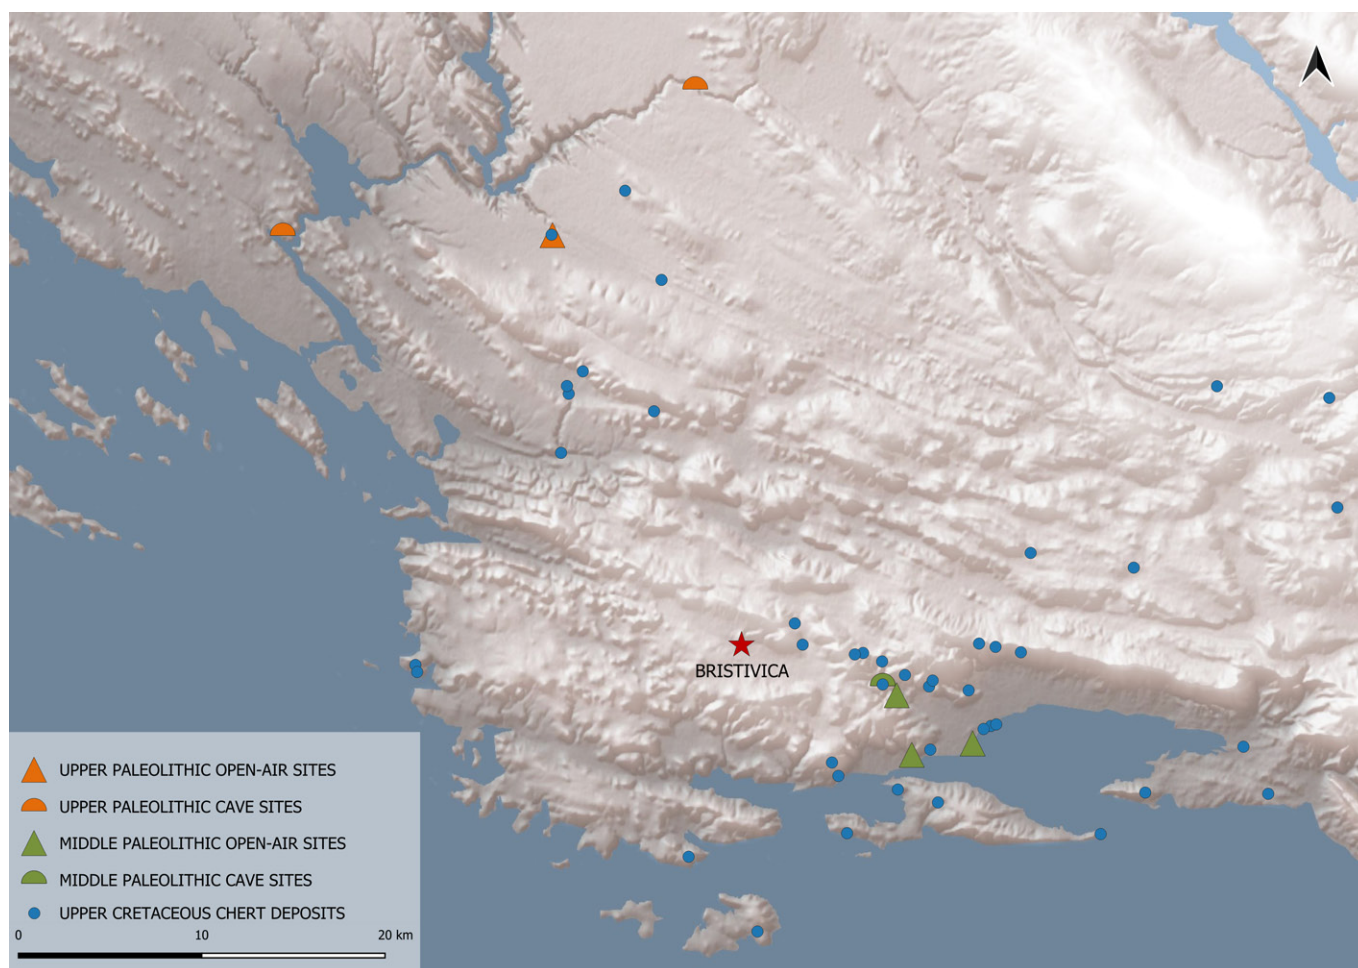 BRISTIVICA
UPPER PALEOLITHIC OPEN-AIR SITES
UPPER PALEOLITHIC CAVE SITES
MIDDLE PALEOLITHIC OPEN-AIR SITES
MIDDLE PALEOLITHIC CAVE SITES
UPPER CRETACEOUS CHERT DEPOSITS
0 10 20 km